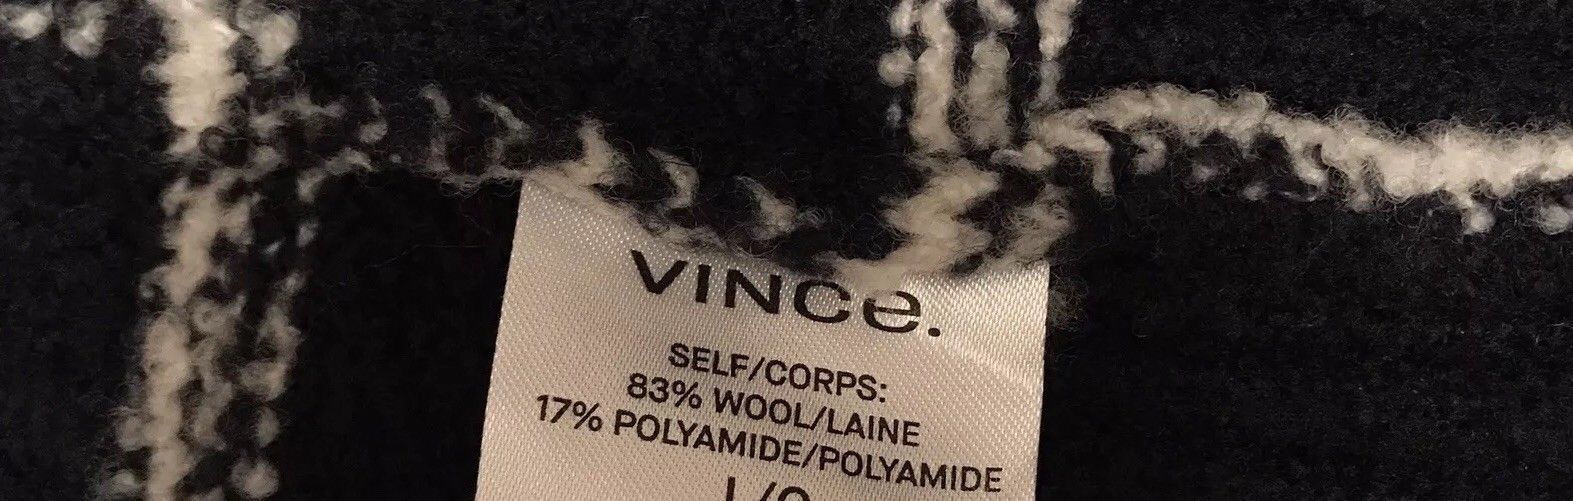 VINCe.
SELF/CORPS:
83% WOOL/LAINE
17% POLYAMIDE/POLYAMIDE